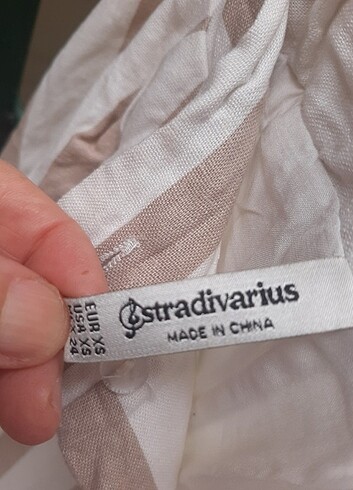 stradivarius
MADE IN CHINA
EUR XS
USA XS
MEX 24